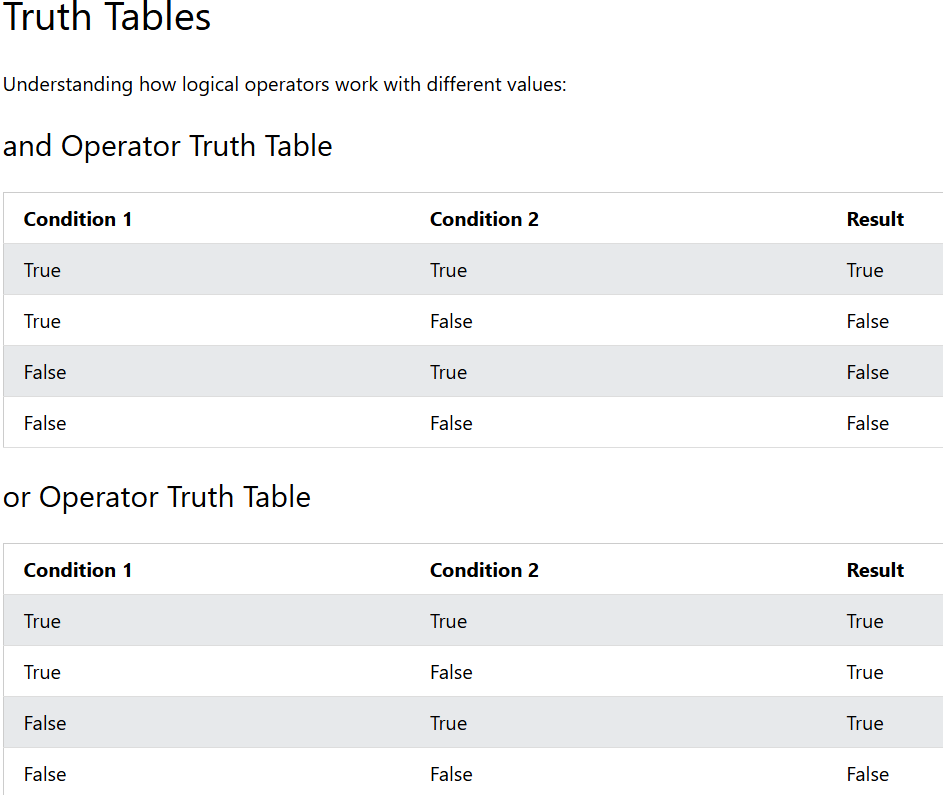 Truth Tables
Understanding how logical operators work with different values:
and Operator Truth Table
Condition 1 Condition 2 Result
True True True
True False False
False True False
False False False
or Operator Truth Table
Condition 1 Condition 2 Result
True True True
True False True
False True True
False False False